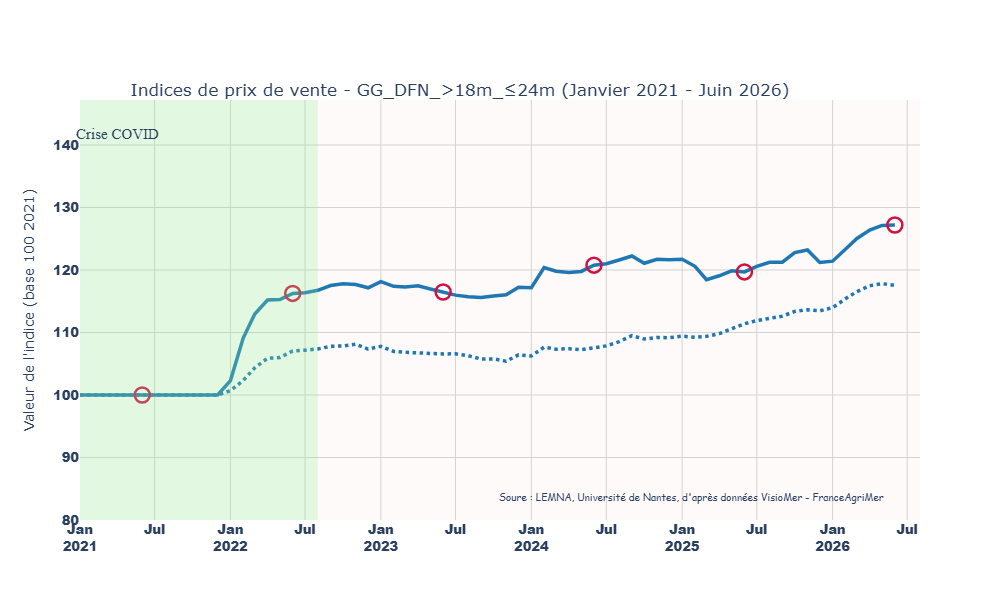 Indices de prix de vente - GG_DFN_>18m_≤24m (Janvier 2021 - Juin 2026)
Crise COVID
Valeur de l'indice (base 100 2021)
140
130
120
110
100
90
80
Soure : LEMNA, Université de Nantes, d'après données VisioMer - FranceAgriMer
Jan Jul Jan Jul Jan Jul Jan Jul Jan Jul Jan Jul
2021 2022 2023 2024 2025 2026